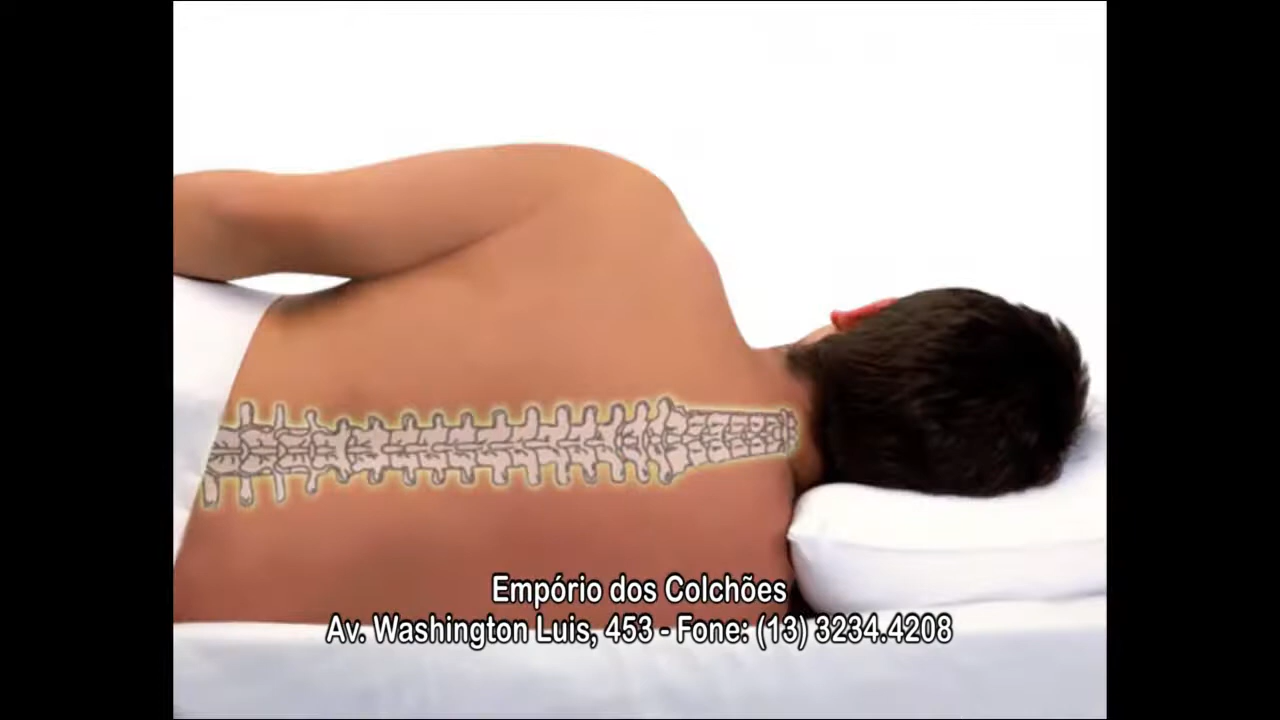 Empório dos Colchões
Av. Washington Luis, 453 - Fone: (13) 3234.4208